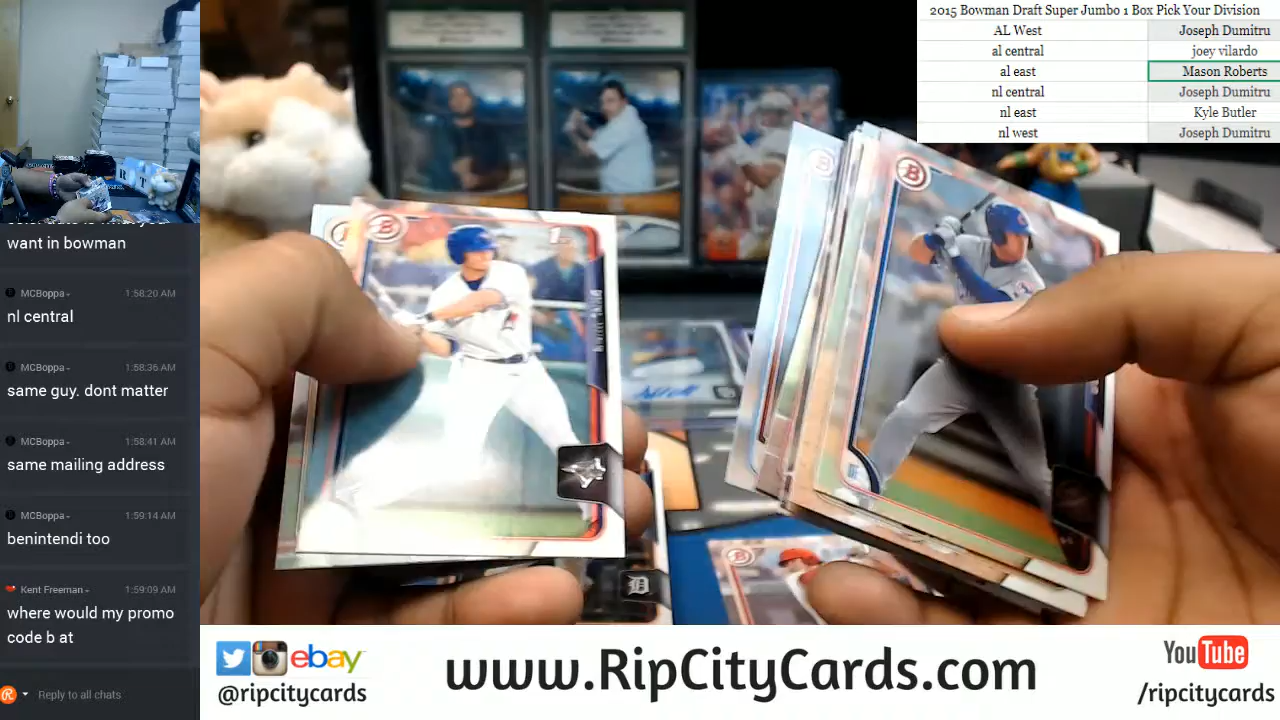 2015 Bowman Draft Super Jumbo 1 Box Pick Your Division
AL West Joseph Dumitru
al central joey vilardo
al east Mason Roberts
nl central Joseph Dumitru
nl east Kyle Butler
nl west Joseph Dumitru
want in bowman
MCBoppa 1:58:20 AM
nl central
MCBoppa 1:58:36 AM
same guy. dont matter
MCBoppa 1:58:41 AM
same mailing address
MCBoppa 1:59:14 AM
benintendi too
Kent Freeman 1:59:09 AM
where would my promo
code b at
Reply to all chats
B
B
B
1st
D
B
ebay
@ripcitycards
www.RipCityCards.com
YouTube
/ripcitycards